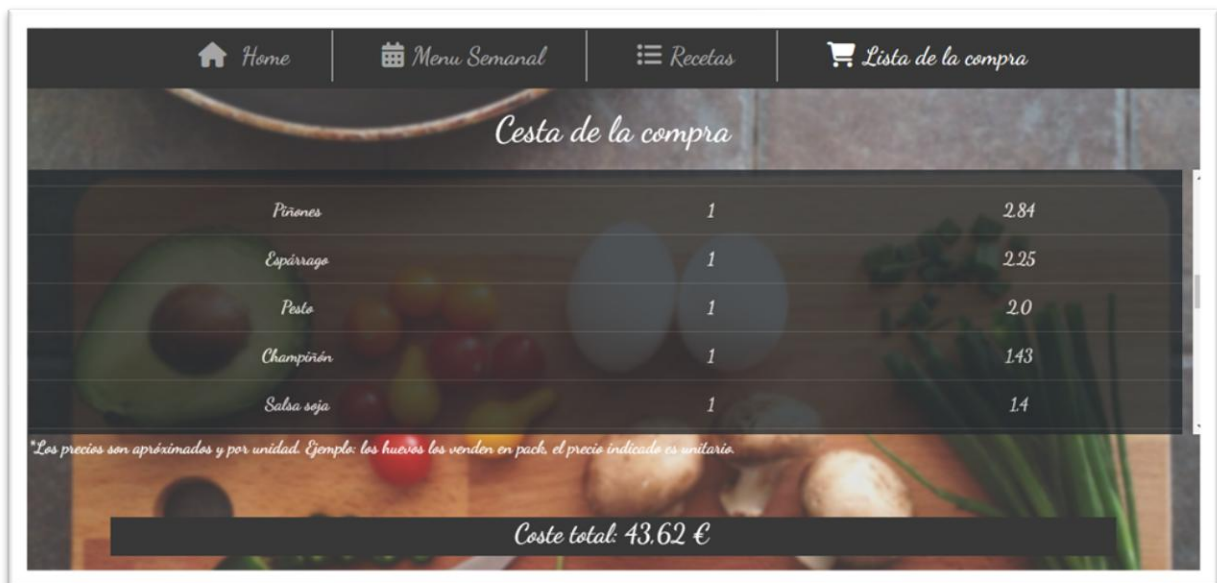 Home Menu Semanal Recetas Lista de la compra
Cesta de la compra
Piñones 1 2.84
Espárrago 1 2.25
Pesto 1 2.0
Champiñón 1 1.43
Salsa soja 1 1.4
*Los precios son apróximados y por unidad. Ejemplo: los huevos los venden en pack, el precio indicado es unitario.
Coste total: 43,62 €